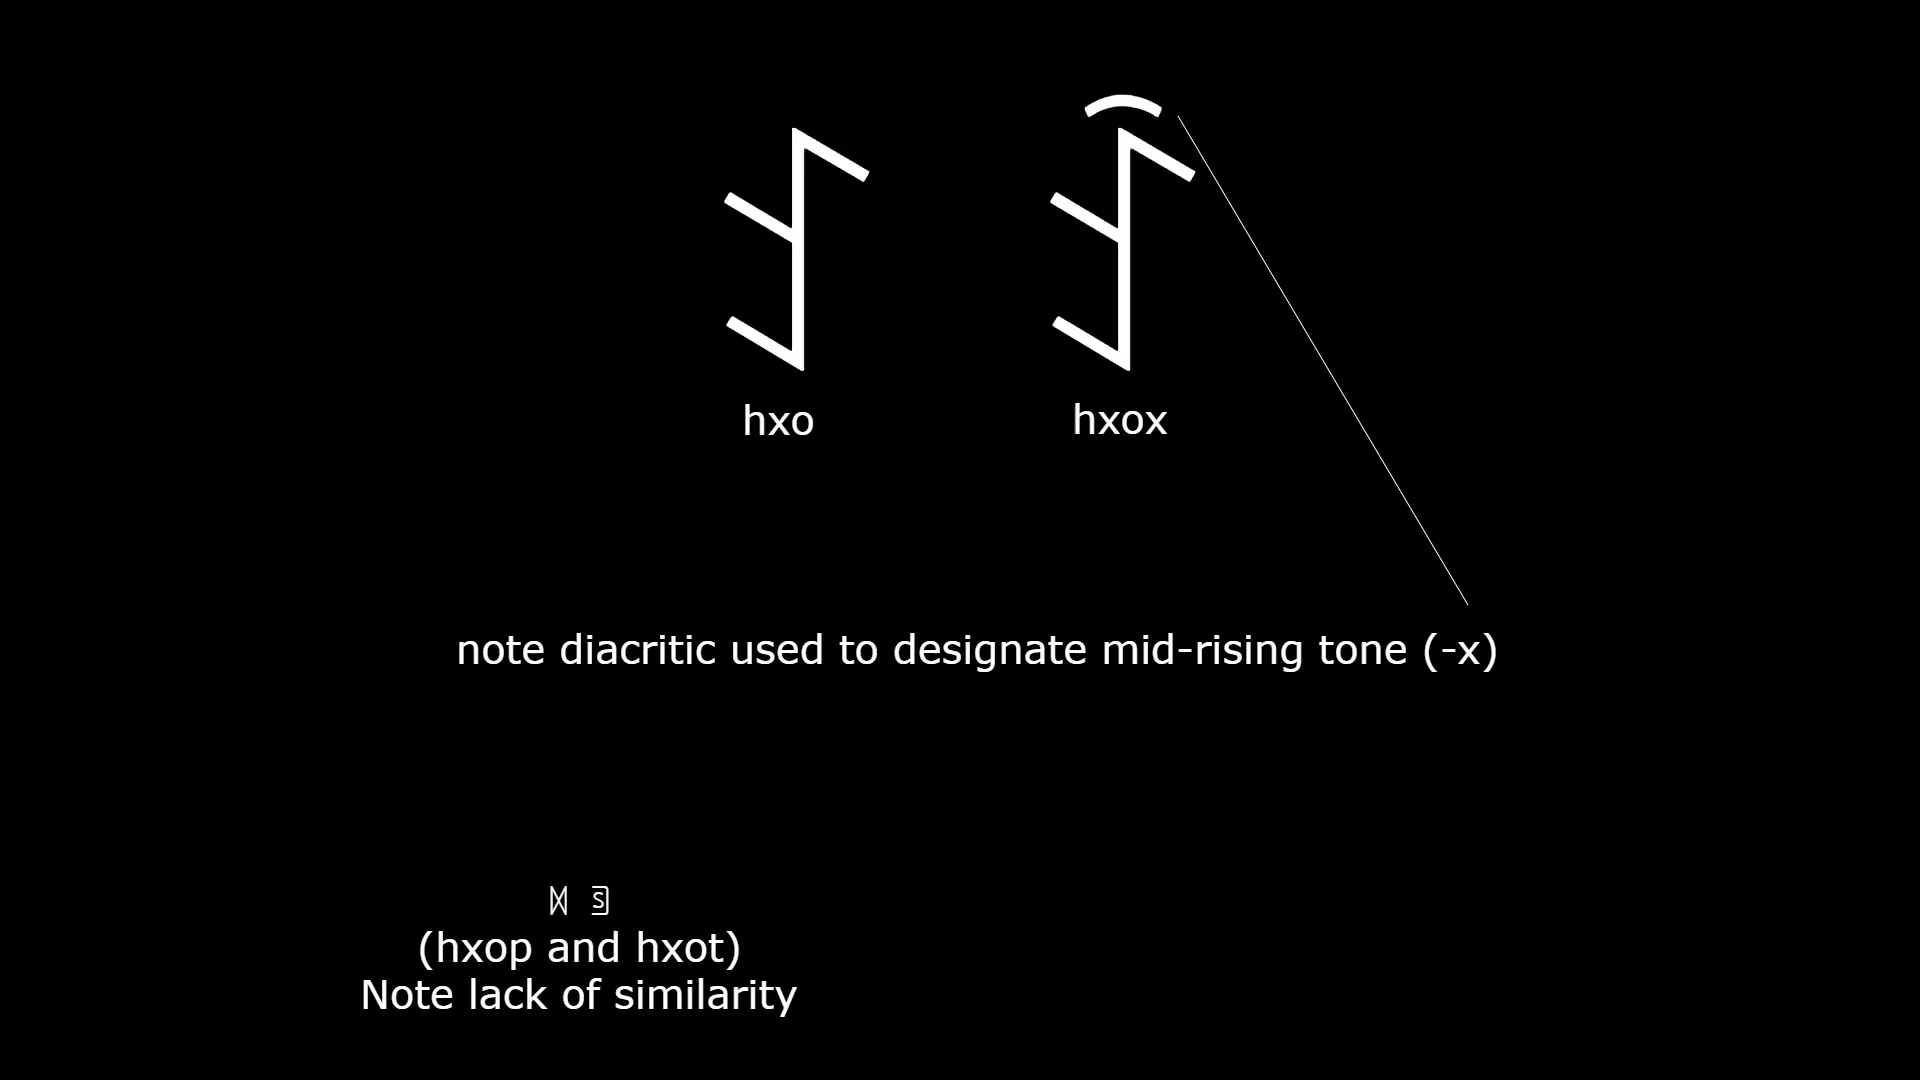 ꉘ ꉗ
hxo hxox
note diacritic used to designate mid-rising tone (-x)
ꉙ ꉖ
(hxop and hxot)
Note lack of similarity